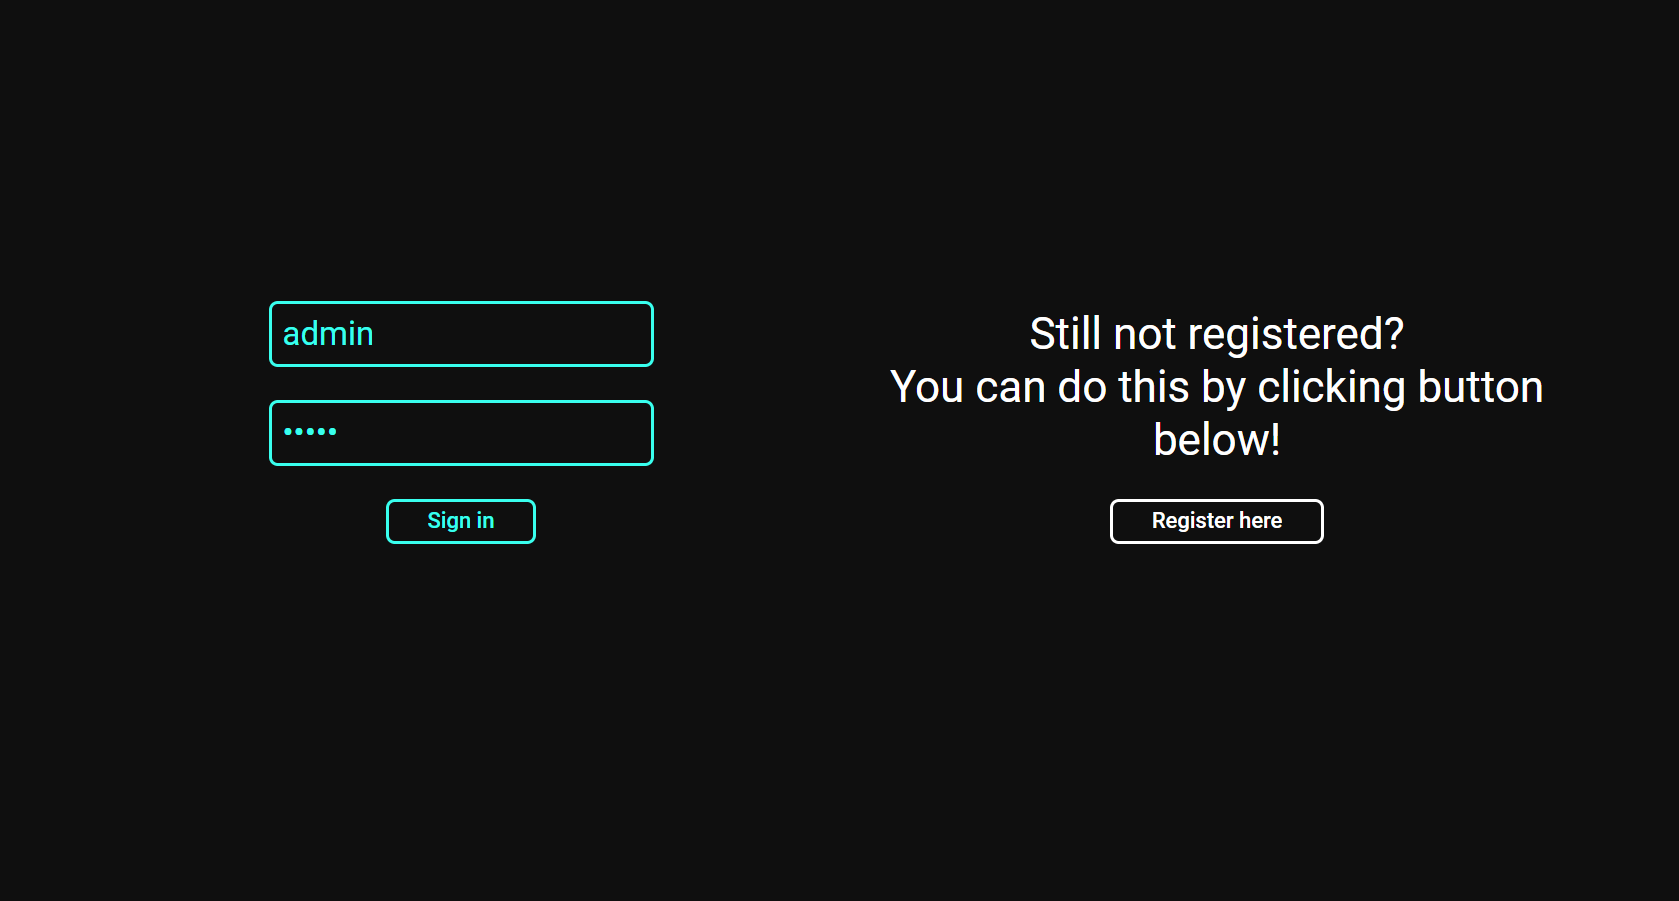 admin
•••••
Sign in
Still not registered?
You can do this by clicking button
below!
Register here